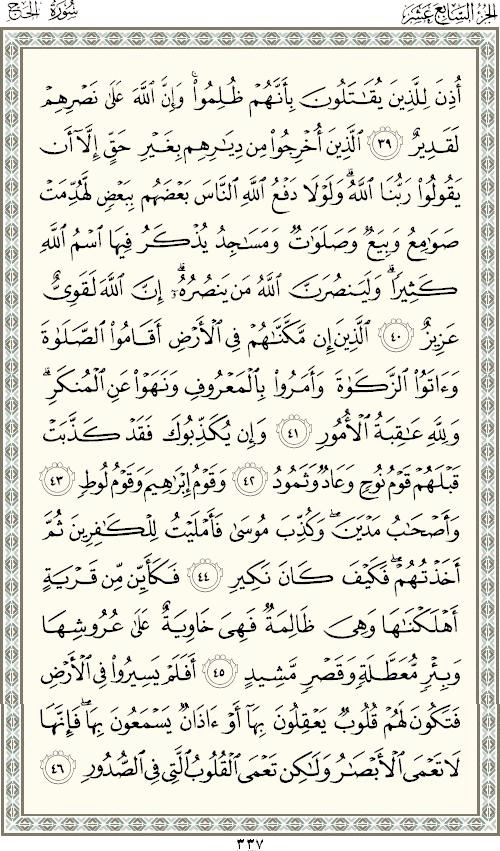 الجزء السابع عشر سورة الحج
أُذِنَ لِلَّذِينَ يُقَٰتَلُونَ بِأَنَّهُمْ ظُلِمُوا۟ ۚ وَإِنَّ ٱللَّهَ عَلَىٰ نَصْرِهِمْ
لَقَدِيرٌ ٣٩ ٱلَّذِينَ أُخْرِجُوا۟ مِن دِيَٰرِهِم بِغَيْرِ حَقٍّ إِلَّآ أَن
يَقُولُوا۟ رَبُّنَا ٱللَّهُ ۗ وَلَوْلَا دَفْعُ ٱللَّهِ ٱلنَّاسَ بَعْضَهُم بِبَعْضٍ لَّهُدِّمَتْ
صَوَٰمِعُ وَبِيَعٌ وَصَلَوَٰتٌ وَمَسَٰجِدُ يُذْكَرُ فِيهَا ٱسْمُ ٱللَّهِ
كَثِيرًا ۗ وَلَيَنصُرَنَّ ٱللَّهُ مَن يَنصُرُهُۥٓ ۗ إِنَّ ٱللَّهَ لَقَوِىٌّ
عَزِيزٌ ٤٠ ٱلَّذِينَ إِن مَّكَّنَّٰهُمْ فِى ٱلْأَرْضِ أَقَامُوا۟ ٱلصَّلَوٰةَ
وَءَاتَوُا۟ ٱلزَّكَوٰةَ وَأَمَرُوا۟ بِٱلْمَعْرُوفِ وَنَهَوْا۟ عَنِ ٱلْمُنكَرِ ۗ
وَلِلَّهِ عَٰقِبَةُ ٱلْأُمُورِ ٤١ وَإِن يُكَذِّبُوكَ فَقَدْ كَذَّبَتْ
قَبْلَهُمْ قَوْمُ نُوحٍ وَعَادٌ وَثَمُودُ ٤٢ وَقَوْمُ إِبْرَٰهِيمَ وَقَوْمُ لُوطٍ ٤٣
وَأَصْحَٰبُ مَدْيَنَ ۖ وَكُذِّبَ مُوسَىٰ فَأَمْلَيْتُ لِلْكَٰفِرِينَ ثُمَّ
أَخَذْتُهُمْ ۖ فَكَيْفَ كَانَ نَكِيرِ ٤٤ فَكَأَيِّن مِّن قَرْيَةٍ
أَهْلَكْنَٰهَا وَهِىَ ظَالِمَةٌ فَهِىَ خَاوِيَةٌ عَلَىٰ عُرُوشِهَا
وَبِئْرٍ مُّعَطَّلَةٍ وَقَصْرٍ مَّشِيدٍ ٤٥ أَفَلَمْ يَسِيرُوا۟ فِى ٱلْأَرْضِ
فَتَكُونَ لَهُمْ قُلُوبٌ يَعْقِلُونَ بِهَآ أَوْ ءَاذَانٌ يَسْمَعُونَ بِهَا ۖ فَإِنَّهَا
لَا تَعْمَى ٱلْأَبْصَٰرُ وَلَٰكِن تَعْمَى ٱلْقُلُوبُ ٱلَّتِى فِى ٱلصُّدُورِ ٤٦
٣٣٧